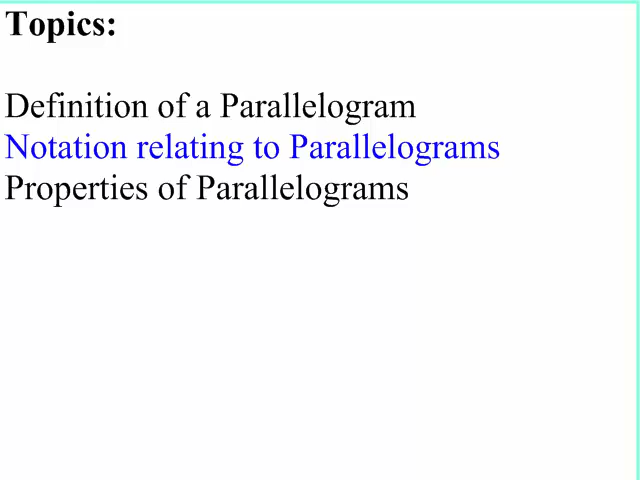 Topics:
Definition of a Parallelogram
Notation relating to Parallelograms
Properties of Parallelograms